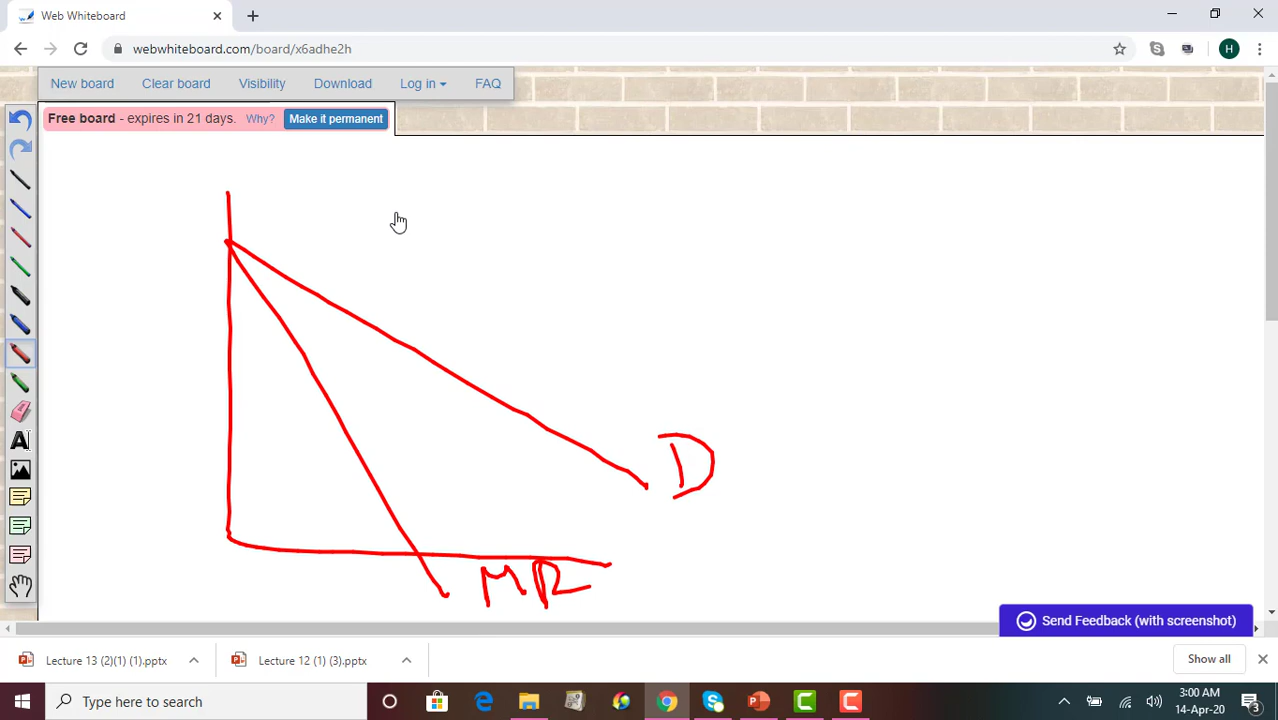 Web Whiteboard
webwhiteboard.com/board/x6adhe2h
H
New board Clear board Visibility Download Log in FAQ
Free board - expires in 21 days. Why? Make it permanent
A
D
MR
Send Feedback (with screenshot)
Lecture 13 (2)(1) (1).pptx Lecture 12 (1) (3).pptx Show all
Type here to search
3:00 AM
14-Apr-20
3